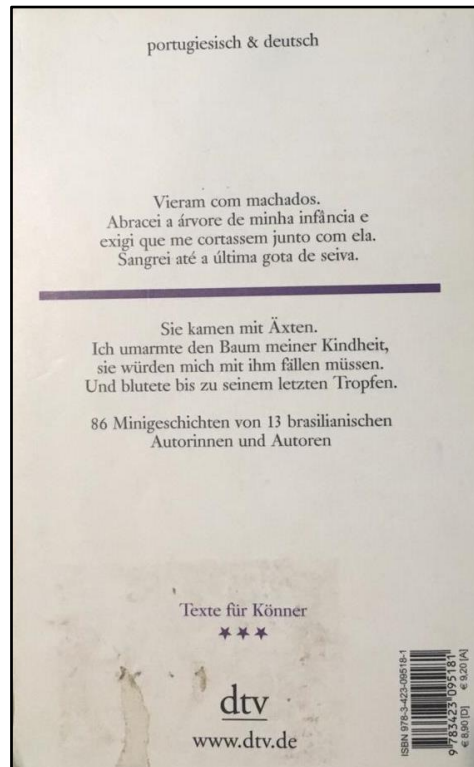 portugiesisch & deutsch
Vieram com machados.
Abracei a árvore de minha infância e
exigi que me cortassem junto com ela.
Sangrei até a última gota de seiva.
Sie kamen mit Äxten.
Ich umarmte den Baum meiner Kindheit,
sie würden mich mit ihm fällen müssen.
Und blutete bis zu seinem letzten Tropfen.
86 Minigeschichten von 13 brasilianischen
Autorinnen und Autoren
Texte für Könner
dtv
www.dtv.de
ISBN 978-3-423-09518-1
9 783423 095181
€ 8,90 [D] € 9,20 [A]